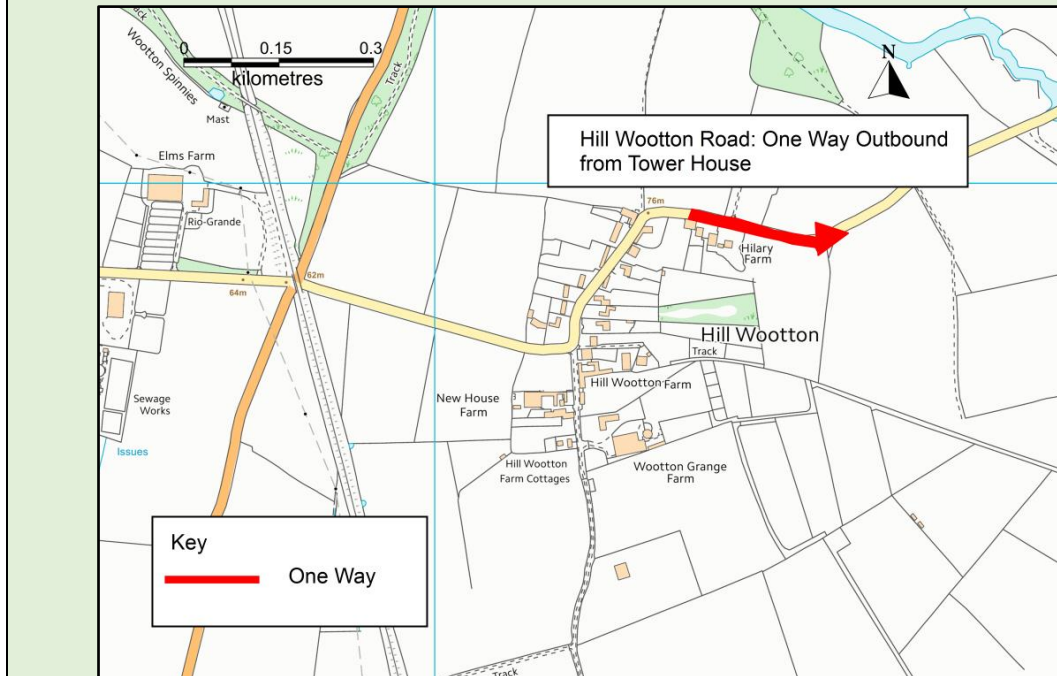 Track
0 0.15 0.3
kilometres
Wootton Spinnies
Track
N
Mast
Hill Wootton Road: One Way Outbound
from Tower House
Elms Farm
Rio-Grande
76m
Hilary
Farm
62m
64m
Hill Wootton
Track
Sewage
Works
New House
Farm
Hill Wootton Farm
Issues
Hill Wootton
Farm Cottages
Wootton Grange
Farm
Key
One Way
Track